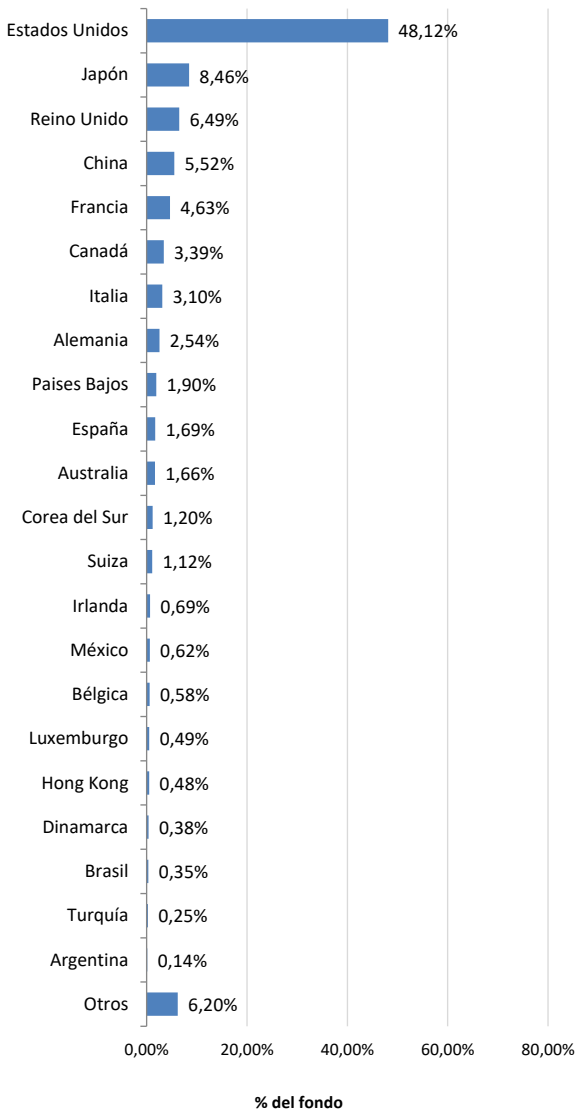 Estados Unidos 48,12%
Japón 8,46%
Reino Unido 6,49%
China 5,52%
Francia 4,63%
Canadá 3,39%
Italia 3,10%
Alemania 2,54%
Paises Bajos 1,90%
España 1,69%
Australia 1,66%
Corea del Sur 1,20%
Suiza 1,12%
Irlanda 0,69%
México 0,62%
Bélgica 0,58%
Luxemburgo 0,49%
Hong Kong 0,48%
Dinamarca 0,38%
Brasil 0,35%
Turquía 0,25%
Argentina 0,14%
Otros 6,20%
0,00% 20,00% 40,00% 60,00% 80,00%
% del fondo